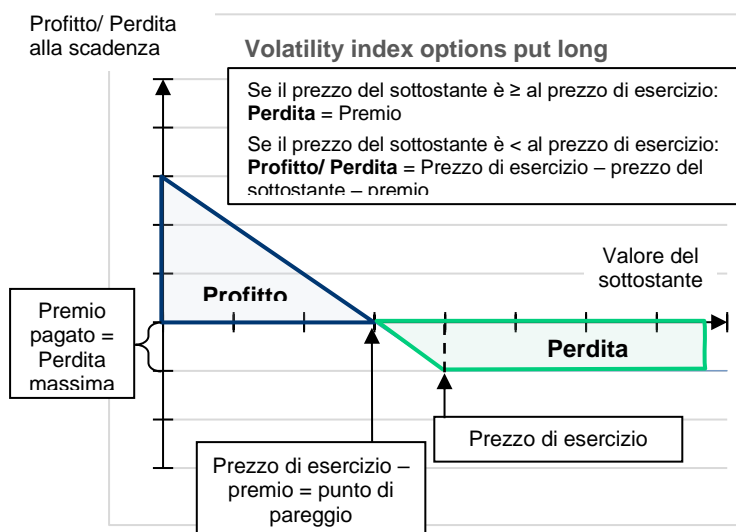 Profitto/ Perdita
alla scadenza
Volatility index options put long
Se il prezzo del sottostante è ≥ al prezzo di esercizio:
Perdita = Premio
Se il prezzo del sottostante è < al prezzo di esercizio:
Profitto/ Perdita = Prezzo di esercizio – prezzo del
sottostante – premio
Valore del
sottostante
Profitto
Premio
pagato =
Perdita
massima
Perdita
Prezzo di esercizio
Prezzo di esercizio –
premio = punto di
pareggio